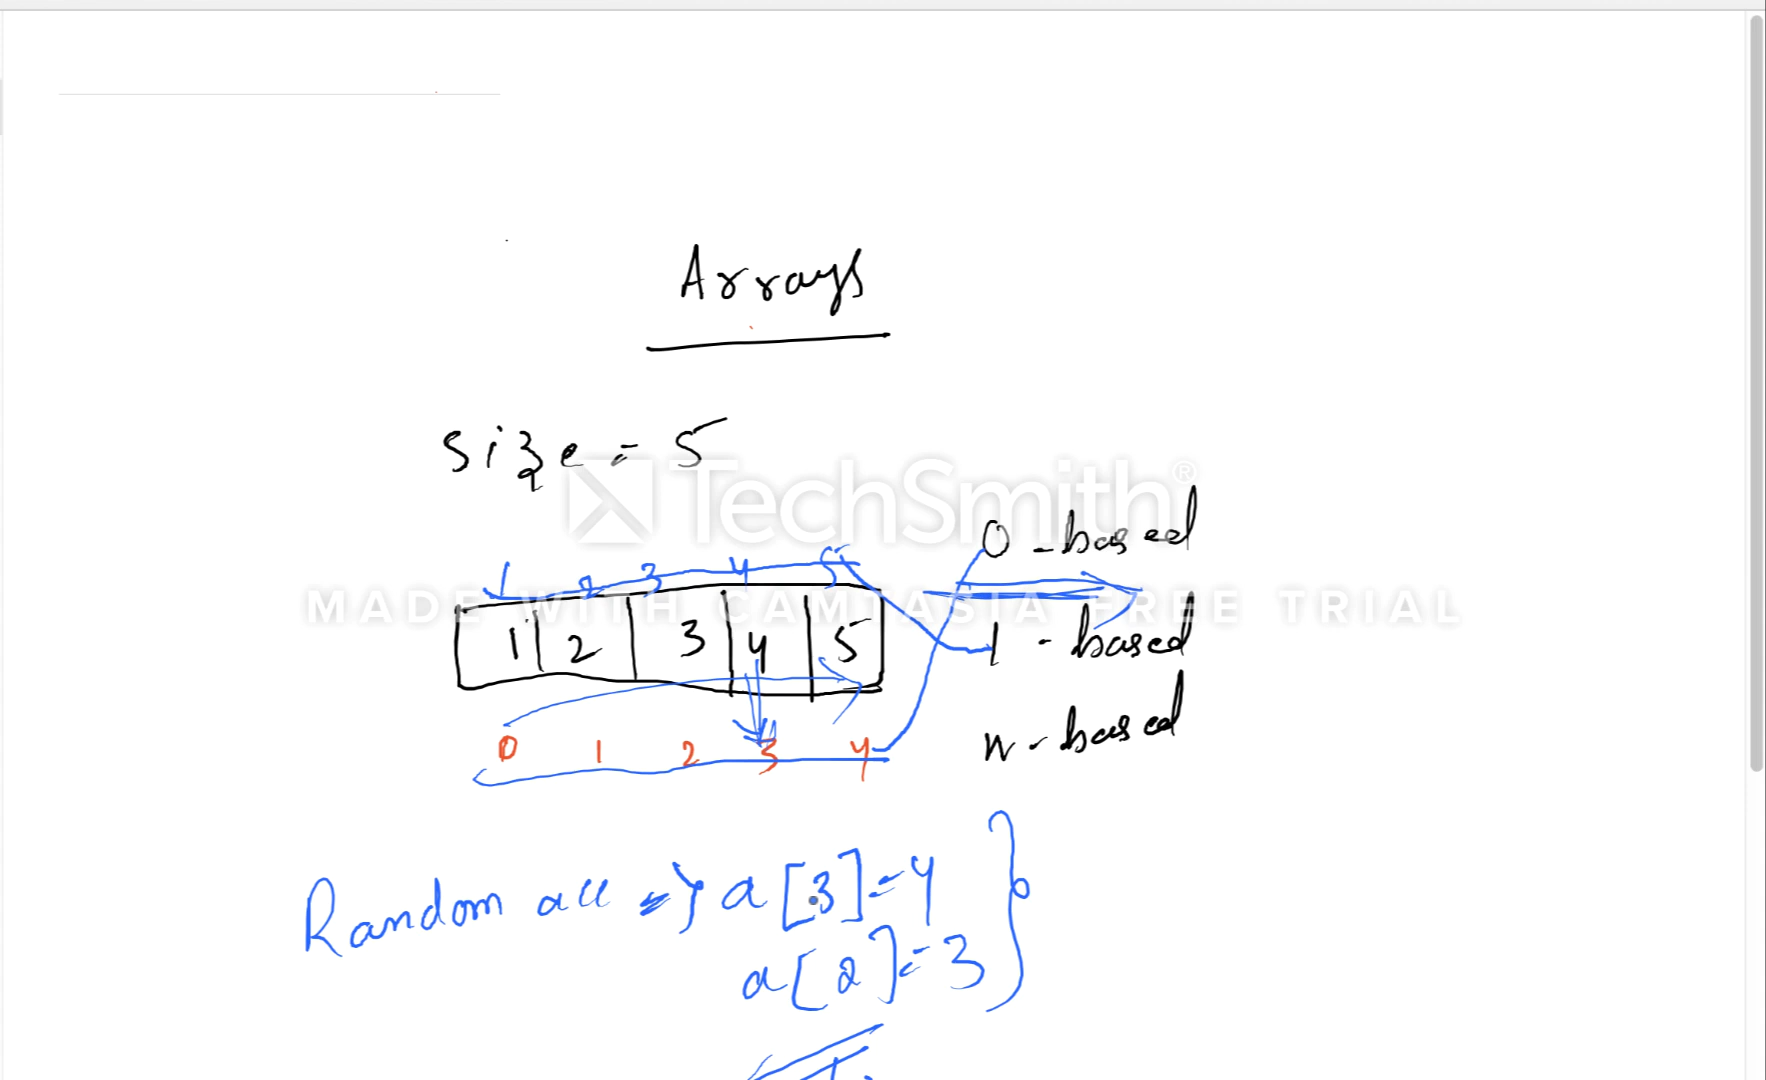 Arrays
size = 5
TechSmith®
0 - based
1 2 3 4 5
MADE WITH CAMTASIA FREE TRIAL
1 2 3 4 5
1 - based
0 1 2 3 4
n - based
Random all => a[3]=4
a[2]=3